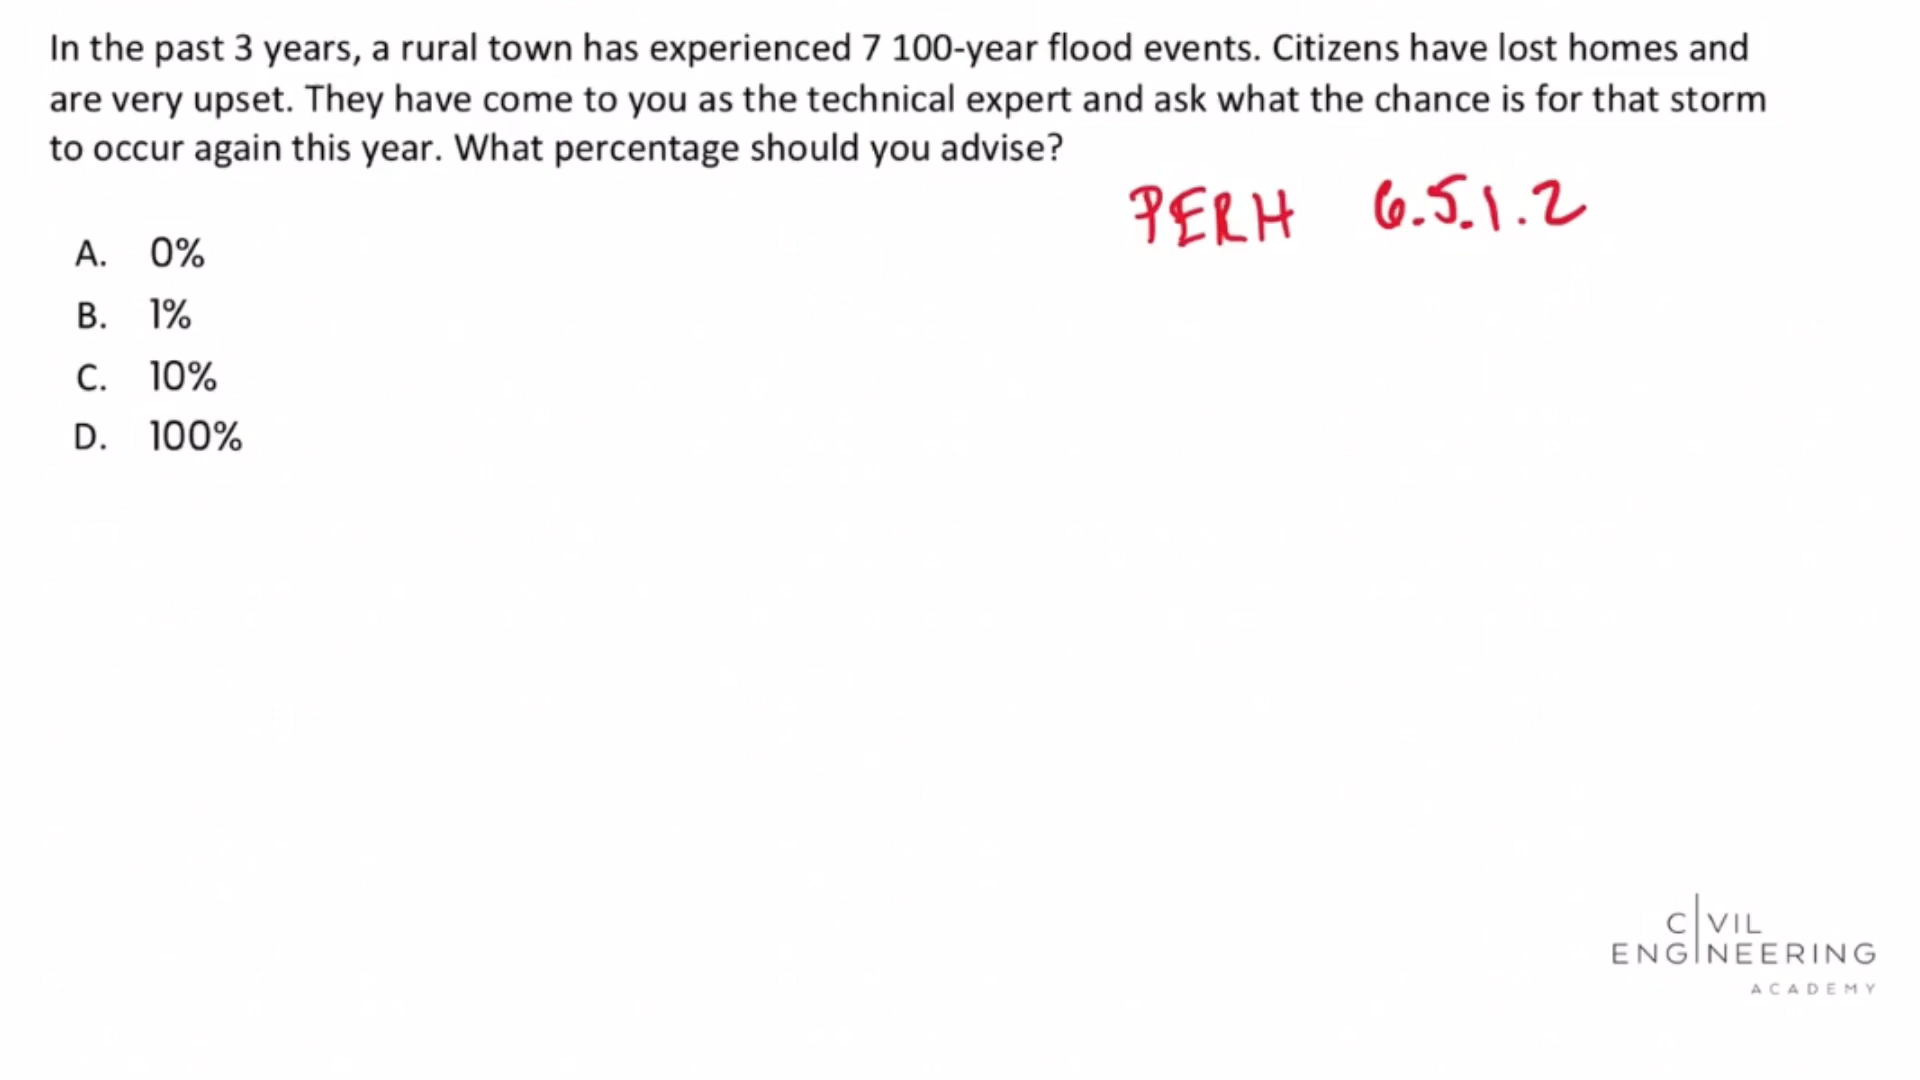 In the past 3 years, a rural town has experienced 7 100-year flood events. Citizens have lost homes and
are very upset. They have come to you as the technical expert and ask what the chance is for that storm
to occur again this year. What percentage should you advise?
PERH 6.5.1.2
A. 0%
B. 1%
C. 10%
D. 100%
CIVIL
ENGINEERING
ACADEMY